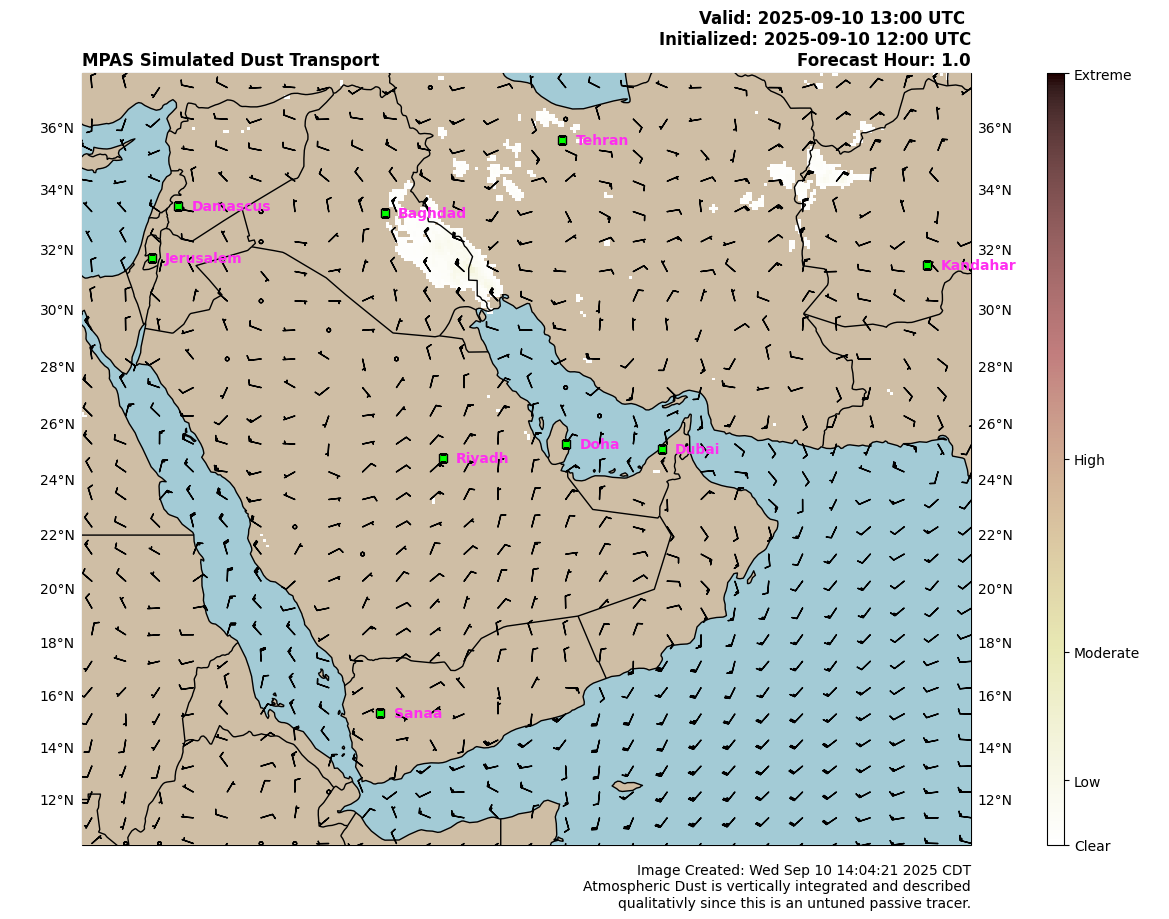 Valid: 2025-09-10 13:00 UTC
Initialized: 2025-09-10 12:00 UTC
MPAS Simulated Dust Transport Forecast Hour: 1.0
Extreme
36°N 36°N
Tehran
34°N 34°N
Damascus
Baghdad
32°N 32°N
Jerusalem
Kandahar
30°N 30°N
28°N 28°N
26°N 26°N
Doha
Dubai
Riyadh
High
24°N 24°N
22°N 22°N
20°N 20°N
18°N 18°N
Moderate
16°N 16°N
Sanaa
14°N 14°N
Low
12°N 12°N
Clear
Image Created: Wed Sep 10 14:04:21 2025 CDT
Atmospheric Dust is vertically integrated and described
qualitativly since this is an untuned passive tracer.